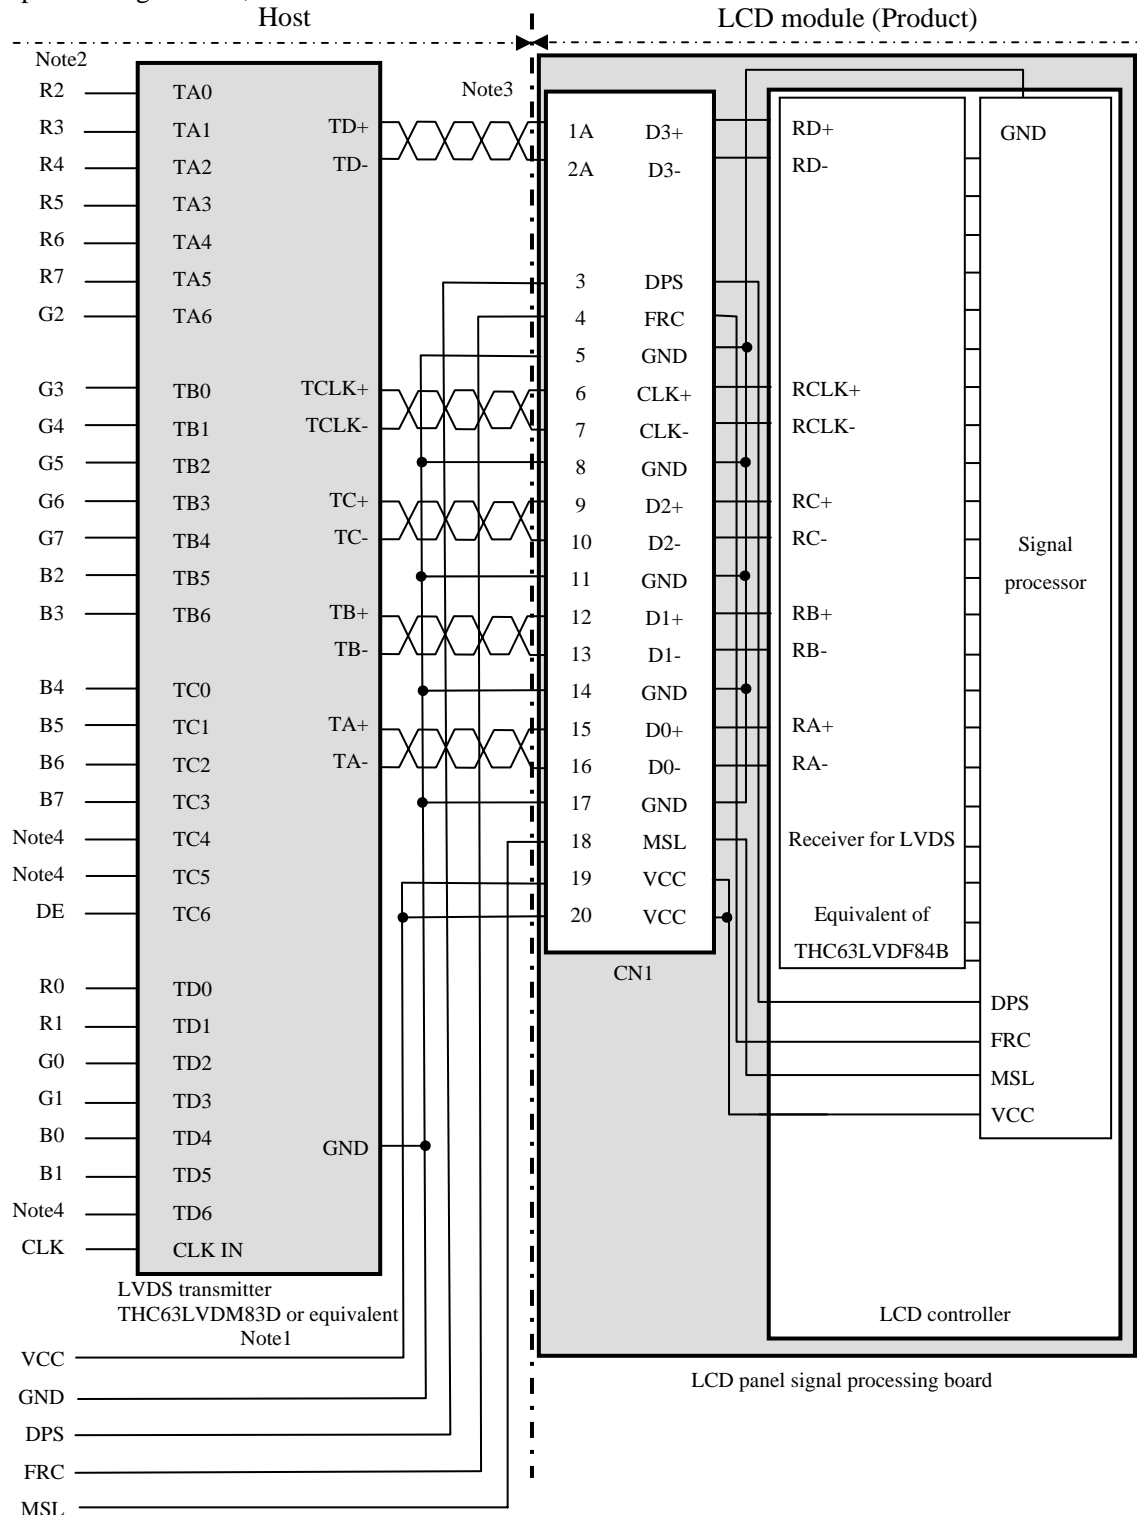 Host
LCD module (Product)
Note2
Note3
R2 TA0
R3 TA1 TD+ 1A D3+ RD+ GND
R4 TA2 TD- 2A D3- RD-
R5 TA3
R6 TA4
R7 TA5 3 DPS
G2 TA6 4 FRC
5 GND
G3 TB0 TCLK+ 6 CLK+ RCLK+
G4 TB1 TCLK- 7 CLK- RCLK-
G5 TB2 8 GND
G6 TB3 TC+ 9 D2+ RC+
G7 TB4 TC- 10 D2- RC- Signal
B2 TB5 11 GND processor
B3 TB6 TB+ 12 D1+ RB+
TB- 13 D1- RB-
B4 TC0 14 GND
B5 TC1 TA+ 15 D0+ RA+
B6 TC2 TA- 16 D0- RA-
B7 TC3 17 GND
Note4 TC4 18 MSL Receiver for LVDS
Note4 TC5 19 VCC
DE TC6 20 VCC Equivalent of
THC63LVDF84B
CN1
R0 TD0 DPS
R1 TD1
G0 TD2 FRC
G1 TD3 MSL
B0 TD4 GND VCC
B1 TD5
Note4 TD6
CLK CLK IN
LVDS transmitter
THC63LVDM83D or equivalent
Note1
LCD controller
VCC
LCD panel signal processing board
GND
DPS
FRC
MSL